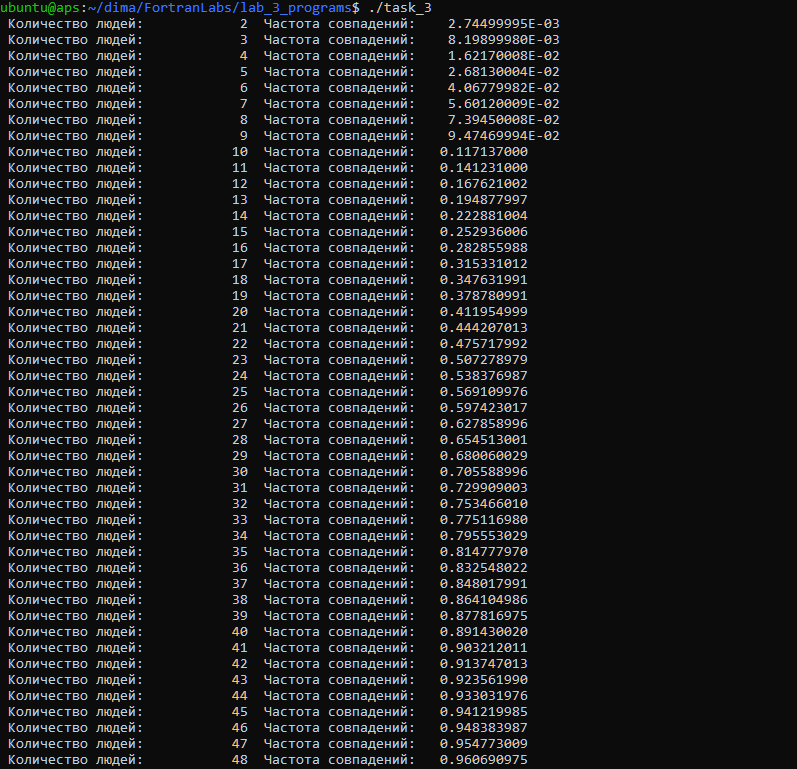 ubuntu@aps:~/dima/FortranLabs/lab_3_programs$ ./task_3
Количество людей: 2 Частота совпадений: 2.74499995E-03
Количество людей: 3 Частота совпадений: 8.19899980E-03
Количество людей: 4 Частота совпадений: 1.62170008E-02
Количество людей: 5 Частота совпадений: 2.68130004E-02
Количество людей: 6 Частота совпадений: 4.06779982E-02
Количество людей: 7 Частота совпадений: 5.60120009E-02
Количество людей: 8 Частота совпадений: 7.39450008E-02
Количество людей: 9 Частота совпадений: 9.47469994E-02
Количество людей: 10 Частота совпадений: 0.117137000
Количество людей: 11 Частота совпадений: 0.141231000
Количество людей: 12 Частота совпадений: 0.167621002
Количество людей: 13 Частота совпадений: 0.194877997
Количество людей: 14 Частота совпадений: 0.222881004
Количество людей: 15 Частота совпадений: 0.252936006
Количество людей: 16 Частота совпадений: 0.282855988
Количество людей: 17 Частота совпадений: 0.315331012
Количество людей: 18 Частота совпадений: 0.347631991
Количество людей: 19 Частота совпадений: 0.378780991
Количество людей: 20 Частота совпадений: 0.411954999
Количество людей: 21 Частота совпадений: 0.444207013
Количество людей: 22 Частота совпадений: 0.475717992
Количество людей: 23 Частота совпадений: 0.507278979
Количество людей: 24 Частота совпадений: 0.538376987
Количество людей: 25 Частота совпадений: 0.569109976
Количество людей: 26 Частота совпадений: 0.597423017
Количество людей: 27 Частота совпадений: 0.627858996
Количество людей: 28 Частота совпадений: 0.654513001
Количество людей: 29 Частота совпадений: 0.680060029
Количество людей: 30 Частота совпадений: 0.705588996
Количество людей: 31 Частота совпадений: 0.729909003
Количество людей: 32 Частота совпадений: 0.753466010
Количество людей: 33 Частота совпадений: 0.775116980
Количество людей: 34 Частота совпадений: 0.795553029
Количество людей: 35 Частота совпадений: 0.814777970
Количество людей: 36 Частота совпадений: 0.832548022
Количество людей: 37 Частота совпадений: 0.848017991
Количество людей: 38 Частота совпадений: 0.864104986
Количество людей: 39 Частота совпадений: 0.877816975
Количество людей: 40 Частота совпадений: 0.891430020
Количество людей: 41 Частота совпадений: 0.903212011
Количество людей: 42 Частота совпадений: 0.913747013
Количество людей: 43 Частота совпадений: 0.923561990
Количество людей: 44 Частота совпадений: 0.933031976
Количество людей: 45 Частота совпадений: 0.941219985
Количество людей: 46 Частота совпадений: 0.948383987
Количество людей: 47 Частота совпадений: 0.954773009
Количество людей: 48 Частота совпадений: 0.960690975